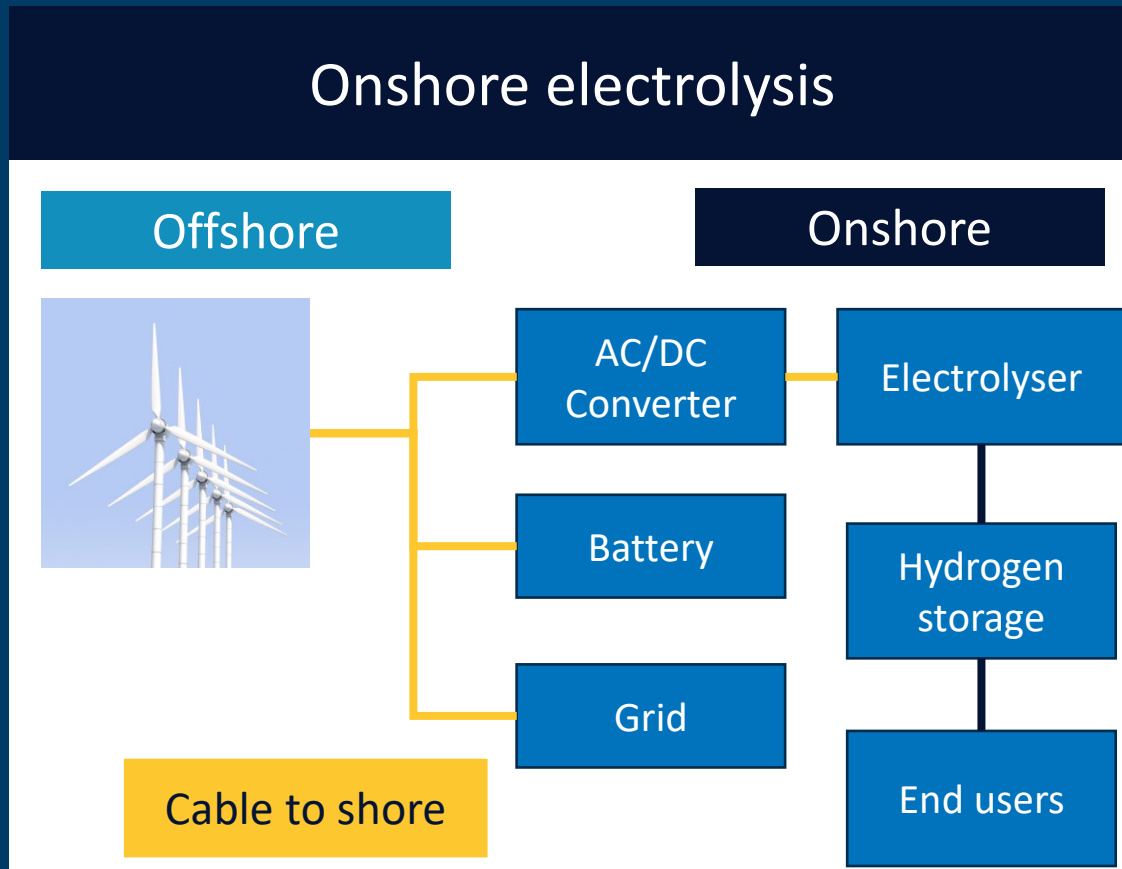 Onshore electrolysis
Offshore
Onshore
AC/DC
Converter
Electrolyser
Battery
Hydrogen
storage
Grid
End users
Cable to shore